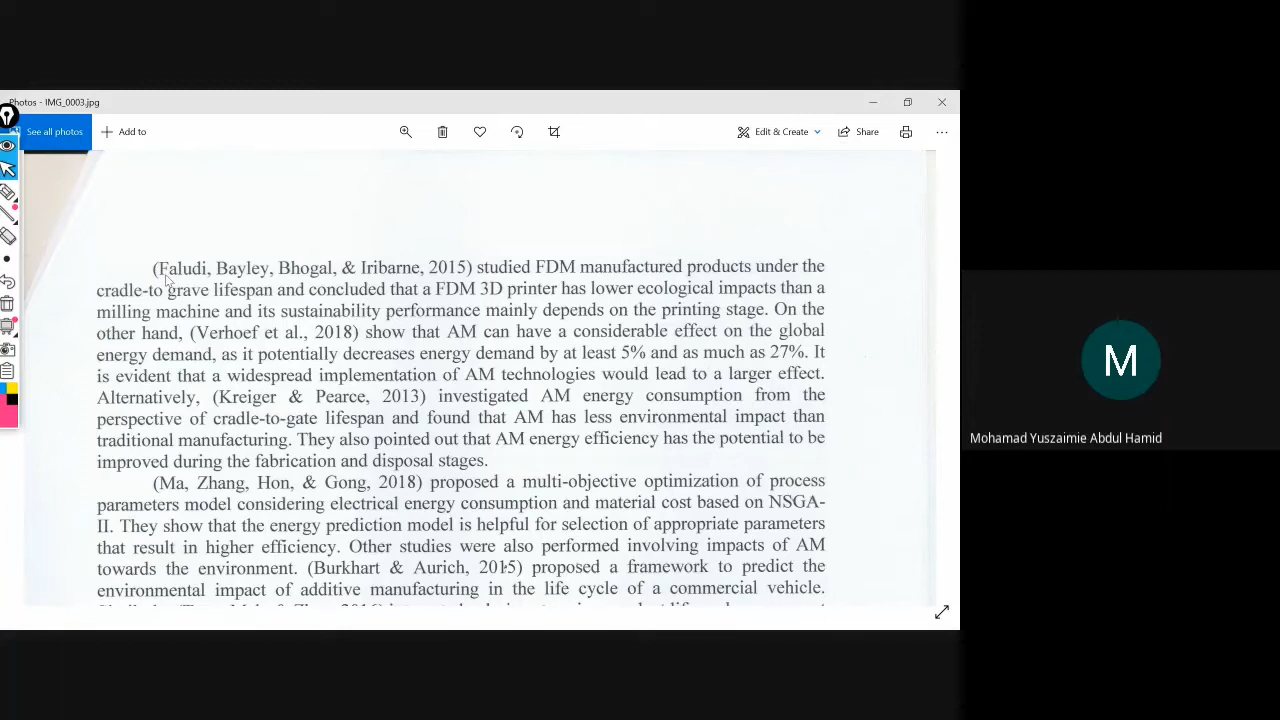 Photos - IMG_0003.jpg
See all photos
Add to
Edit & Create
Share
(Faludi, Bayley, Bhogal, & Iribarne, 2015) studied FDM manufactured products under the
cradle-to grave lifespan and concluded that a FDM 3D printer has lower ecological impacts than a
milling machine and its sustainability performance mainly depends on the printing stage. On the
other hand, (Verhoef et al., 2018) show that AM can have a considerable effect on the global
energy demand, as it potentially decreases energy demand by at least 5% and as much as 27%. It
is evident that a widespread implementation of AM technologies would lead to a larger effect.
Alternatively, (Kreiger & Pearce, 2013) investigated AM energy consumption from the
perspective of cradle-to-gate lifespan and found that AM has less environmental impact than
traditional manufacturing. They also pointed out that AM energy efficiency has the potential to be
improved during the fabrication and disposal stages.
(Ma, Zhang, Hon, & Gong, 2018) proposed a multi-objective optimization of process
parameters model considering electrical energy consumption and material cost based on NSGA-
II. They show that the energy prediction model is helpful for selection of appropriate parameters
that result in higher efficiency. Other studies were also performed involving impacts of AM
towards the environment. (Burkhart & Aurich, 2015) proposed a framework to predict the
environmental impact of additive manufacturing in the life cycle of a commercial vehicle.
M
Mohamad Yuszaimie Abdul Hamid